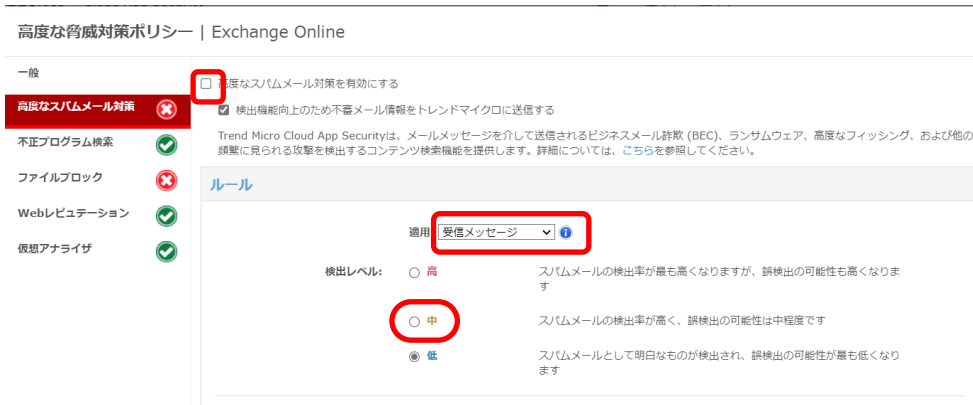 高度な脅威対策ポリシー | Exchange Online
一般
高度なスパムメール対策
不正プログラム検索
ファイルブロック
Webレピュテーション
仮想アナライザ
高度なスパムメール対策を有効にする
検出機能向上のため不審メール情報をトレンドマイクロに送信する
Trend Micro Cloud App Securityは、メールメッセージを介して送信されるビジネスメール詐欺 (BEC)、ランサムウェア、高度なフィッシング、および他の
頻繁に見られる攻撃を検出するコンテンツ検索機能を提供します。詳細については、こちらを参照してください。
ルール
適用 受信メッセージ
検出レベル: 高 スパムメールの検出率が最も高くなりますが、誤検出の可能性も高くなりま
す
中 スパムメールの検出率が高く、誤検出の可能性は中程度です
低 スパムメールとして明白なものが検出され、誤検出の可能性が最も低くなり
ます